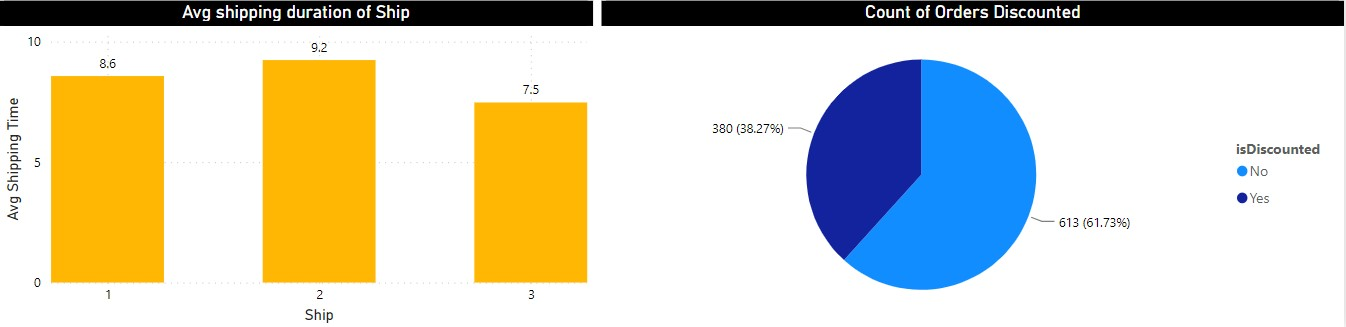 Avg shipping duration of Ship
Avg Shipping Time
10
5
0
8.6
9.2
7.5
1
2
3
Ship
Count of Orders Discounted
380 (38.27%)
613 (61.73%)
isDiscounted
No
Yes